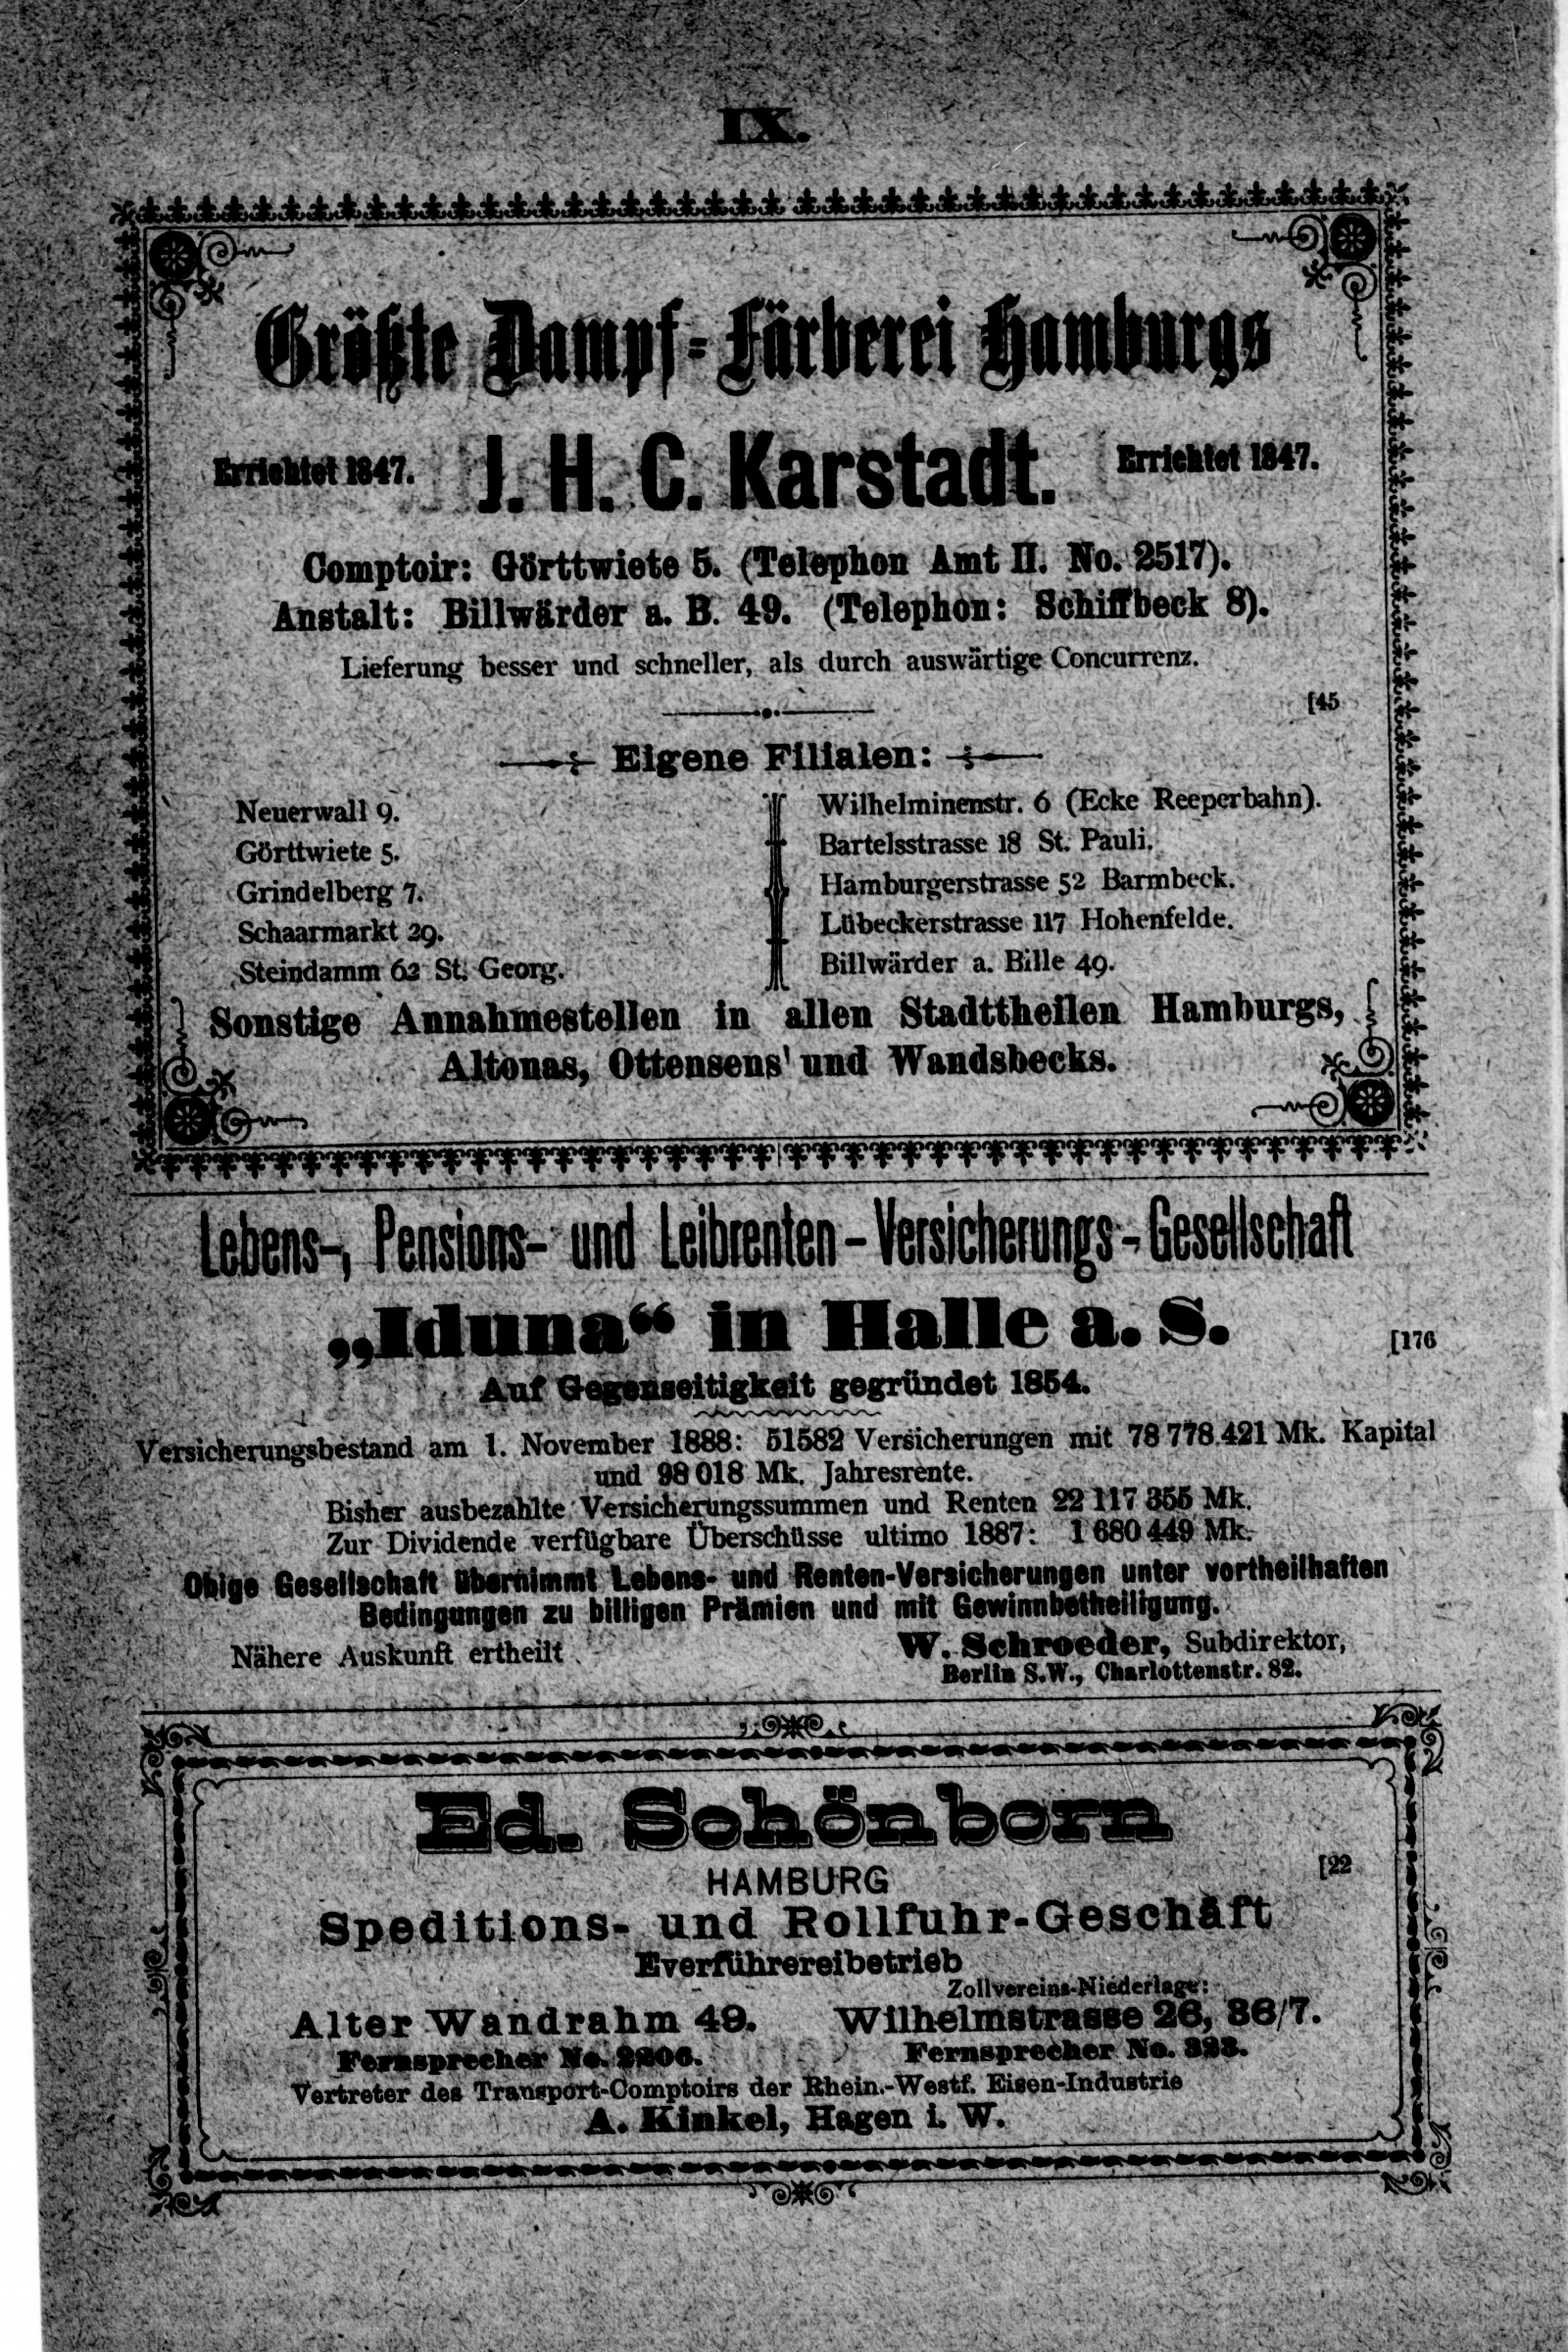 IX.
Größte Dampf-Färberei Hamburgs
Errichtet 1847. J. H. C. Karstadt. Errichtet 1847.
Comptoir: Görttwiete 5. (Telephon Amt II. No. 2517).
Anstalt: Billwärder a. B. 49. (Telephon: Schiffbeck 8).
Lieferung besser und schneller, als durch auswärtige Concurrenz.
[45
Eigene Filialen:
Neuerwall 9.
Görttwiete 5.
Grindelberg 7.
Schaarmarkt 29.
Steindamm 62 St. Georg.
Wilhelminenstr. 6 (Ecke Reeperbahn).
Bartelsstrasse 18 St. Pauli.
Hamburgerstrasse 52 Barmbeck.
Lübeckerstrasse 117 Hohenfelde.
Billwärder a. Bille 49.
Sonstige Annahmestellen in allen Stadttheilen Hamburgs,
Altonas, Ottensens und Wandsbecks.
Lebens-, Pensions- und Leibrenten-Versicherungs-Gesellschaft
„Iduna“ in Halle a. S.
[176
Auf Gegenseitigkeit gegründet 1854.
Versicherungsbestand am 1. November 1888: 51582 Versicherungen mit 78 778.421 Mk. Kapital
und 98 018 Mk. Jahresrente.
Bisher ausbezahlte Versicherungssummen und Renten 22 117 355 Mk.
Zur Dividende verfügbare Überschüsse ultimo 1887: 1 680 449 Mk.
Obige Gesellschaft übernimmt Lebens- und Renten-Versicherungen unter vortheilhaften
Bedingungen zu billigen Prämien und mit Gewinnbetheiligung.
Nähere Auskunft ertheilt W. Schroeder, Subdirektor,
Berlin S.W., Charlottenstr. 82.
Ed. Schönborn
[22
HAMBURG
Speditions- und Rollfuhr-Geschäft
Everführereibetrieb
Zollvereins-Niederlage:
Alter Wandrahm 49. Wilhelmstrasse 26, 36/7.
Fernsprecher No. 2206. Fernsprecher No. 323.
Vertreter des Transport-Comptoirs der Rhein.-Westf. Eisen-Industrie
A. Kinkel, Hagen i. W.